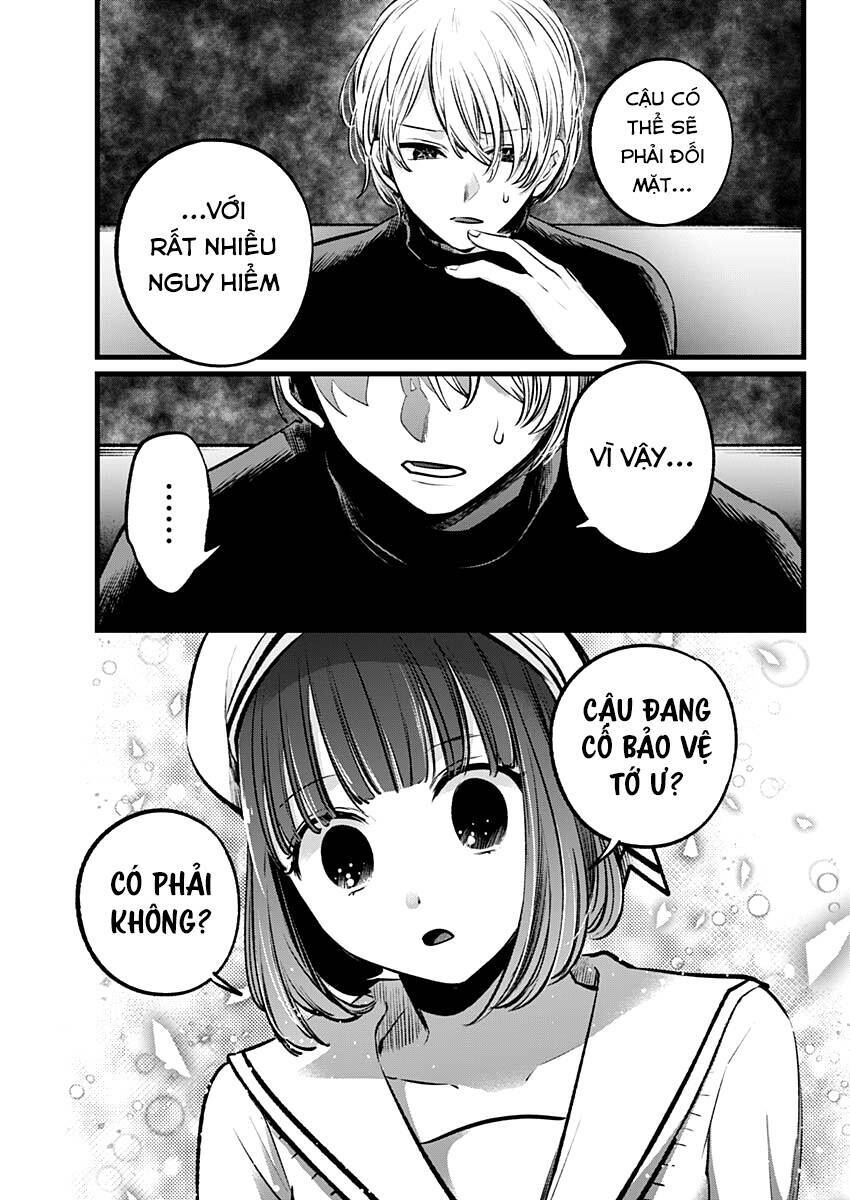 CẬU CÓ
THỂ SẼ
PHẢI ĐỐI
MẶT...
...VỚI
RẤT NHIỀU
NGUY HIỂM
VÌ VẬY...
......
CẬU ĐANG
CỐ BẢO VỆ
TỚ Ư?
CÓ PHẢI
KHÔNG?